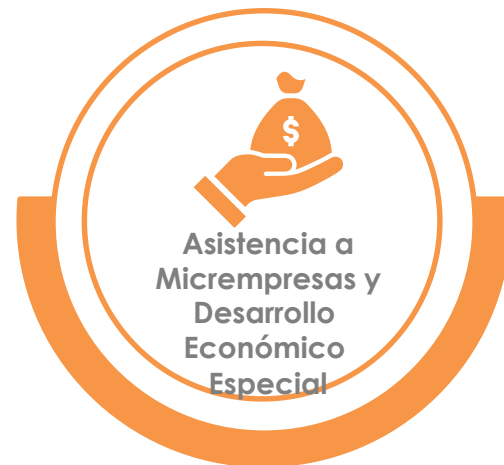 $
Asistencia a
Micrempresas y
Desarrollo
Económico
Especial